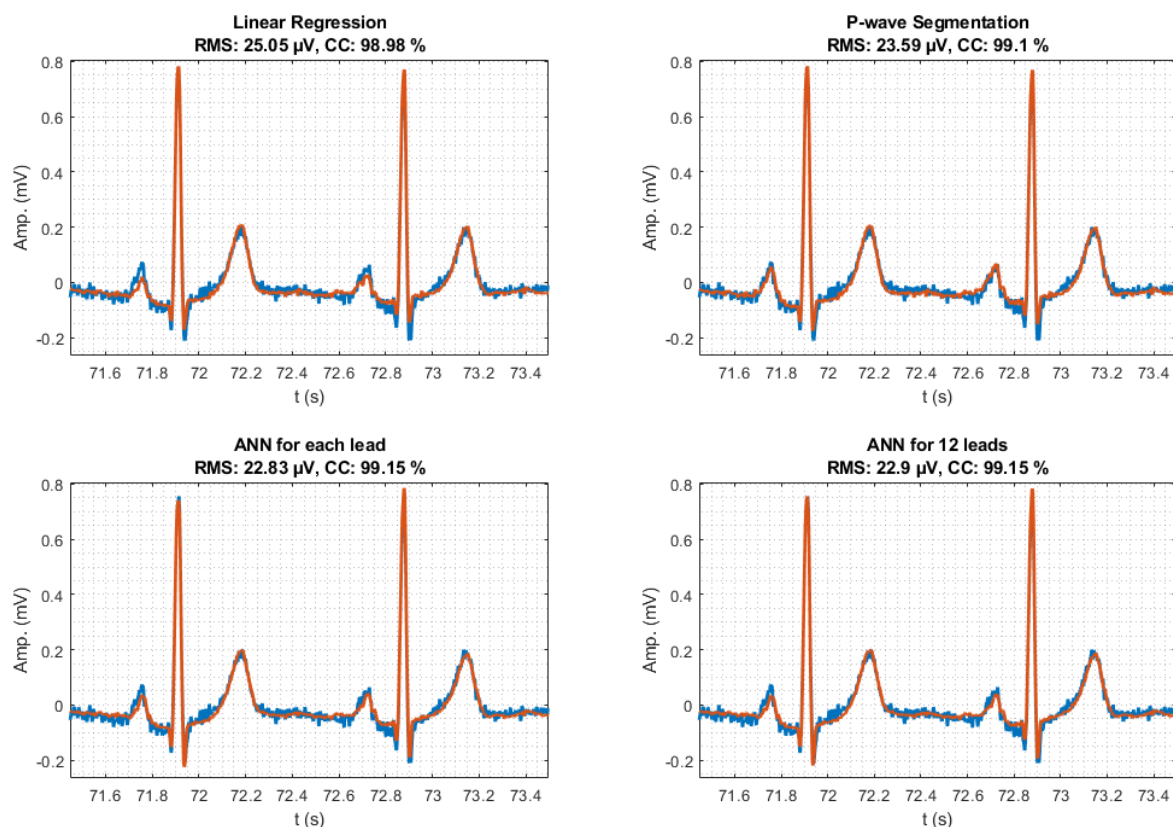 Linear Regression
RMS: 25.05 µV, CC: 98.98 %
0.8
0.6
0.4
0.2
0
-0.2
Amp. (mV)
71.6 71.8 72 72.2 72.4 72.6 72.8 73 73.2 73.4
t (s)
P-wave Segmentation
RMS: 23.59 µV, CC: 99.1 %
0.8
0.6
0.4
0.2
0
-0.2
Amp. (mV)
71.6 71.8 72 72.2 72.4 72.6 72.8 73 73.2 73.4
t (s)
ANN for each lead
RMS: 22.83 µV, CC: 99.15 %
0.8
0.6
0.4
0.2
0
-0.2
Amp. (mV)
71.6 71.8 72 72.2 72.4 72.6 72.8 73 73.2 73.4
t (s)
ANN for 12 leads
RMS: 22.9 µV, CC: 99.15 %
0.8
0.6
0.4
0.2
0
-0.2
Amp. (mV)
71.6 71.8 72 72.2 72.4 72.6 72.8 73 73.2 73.4
t (s)